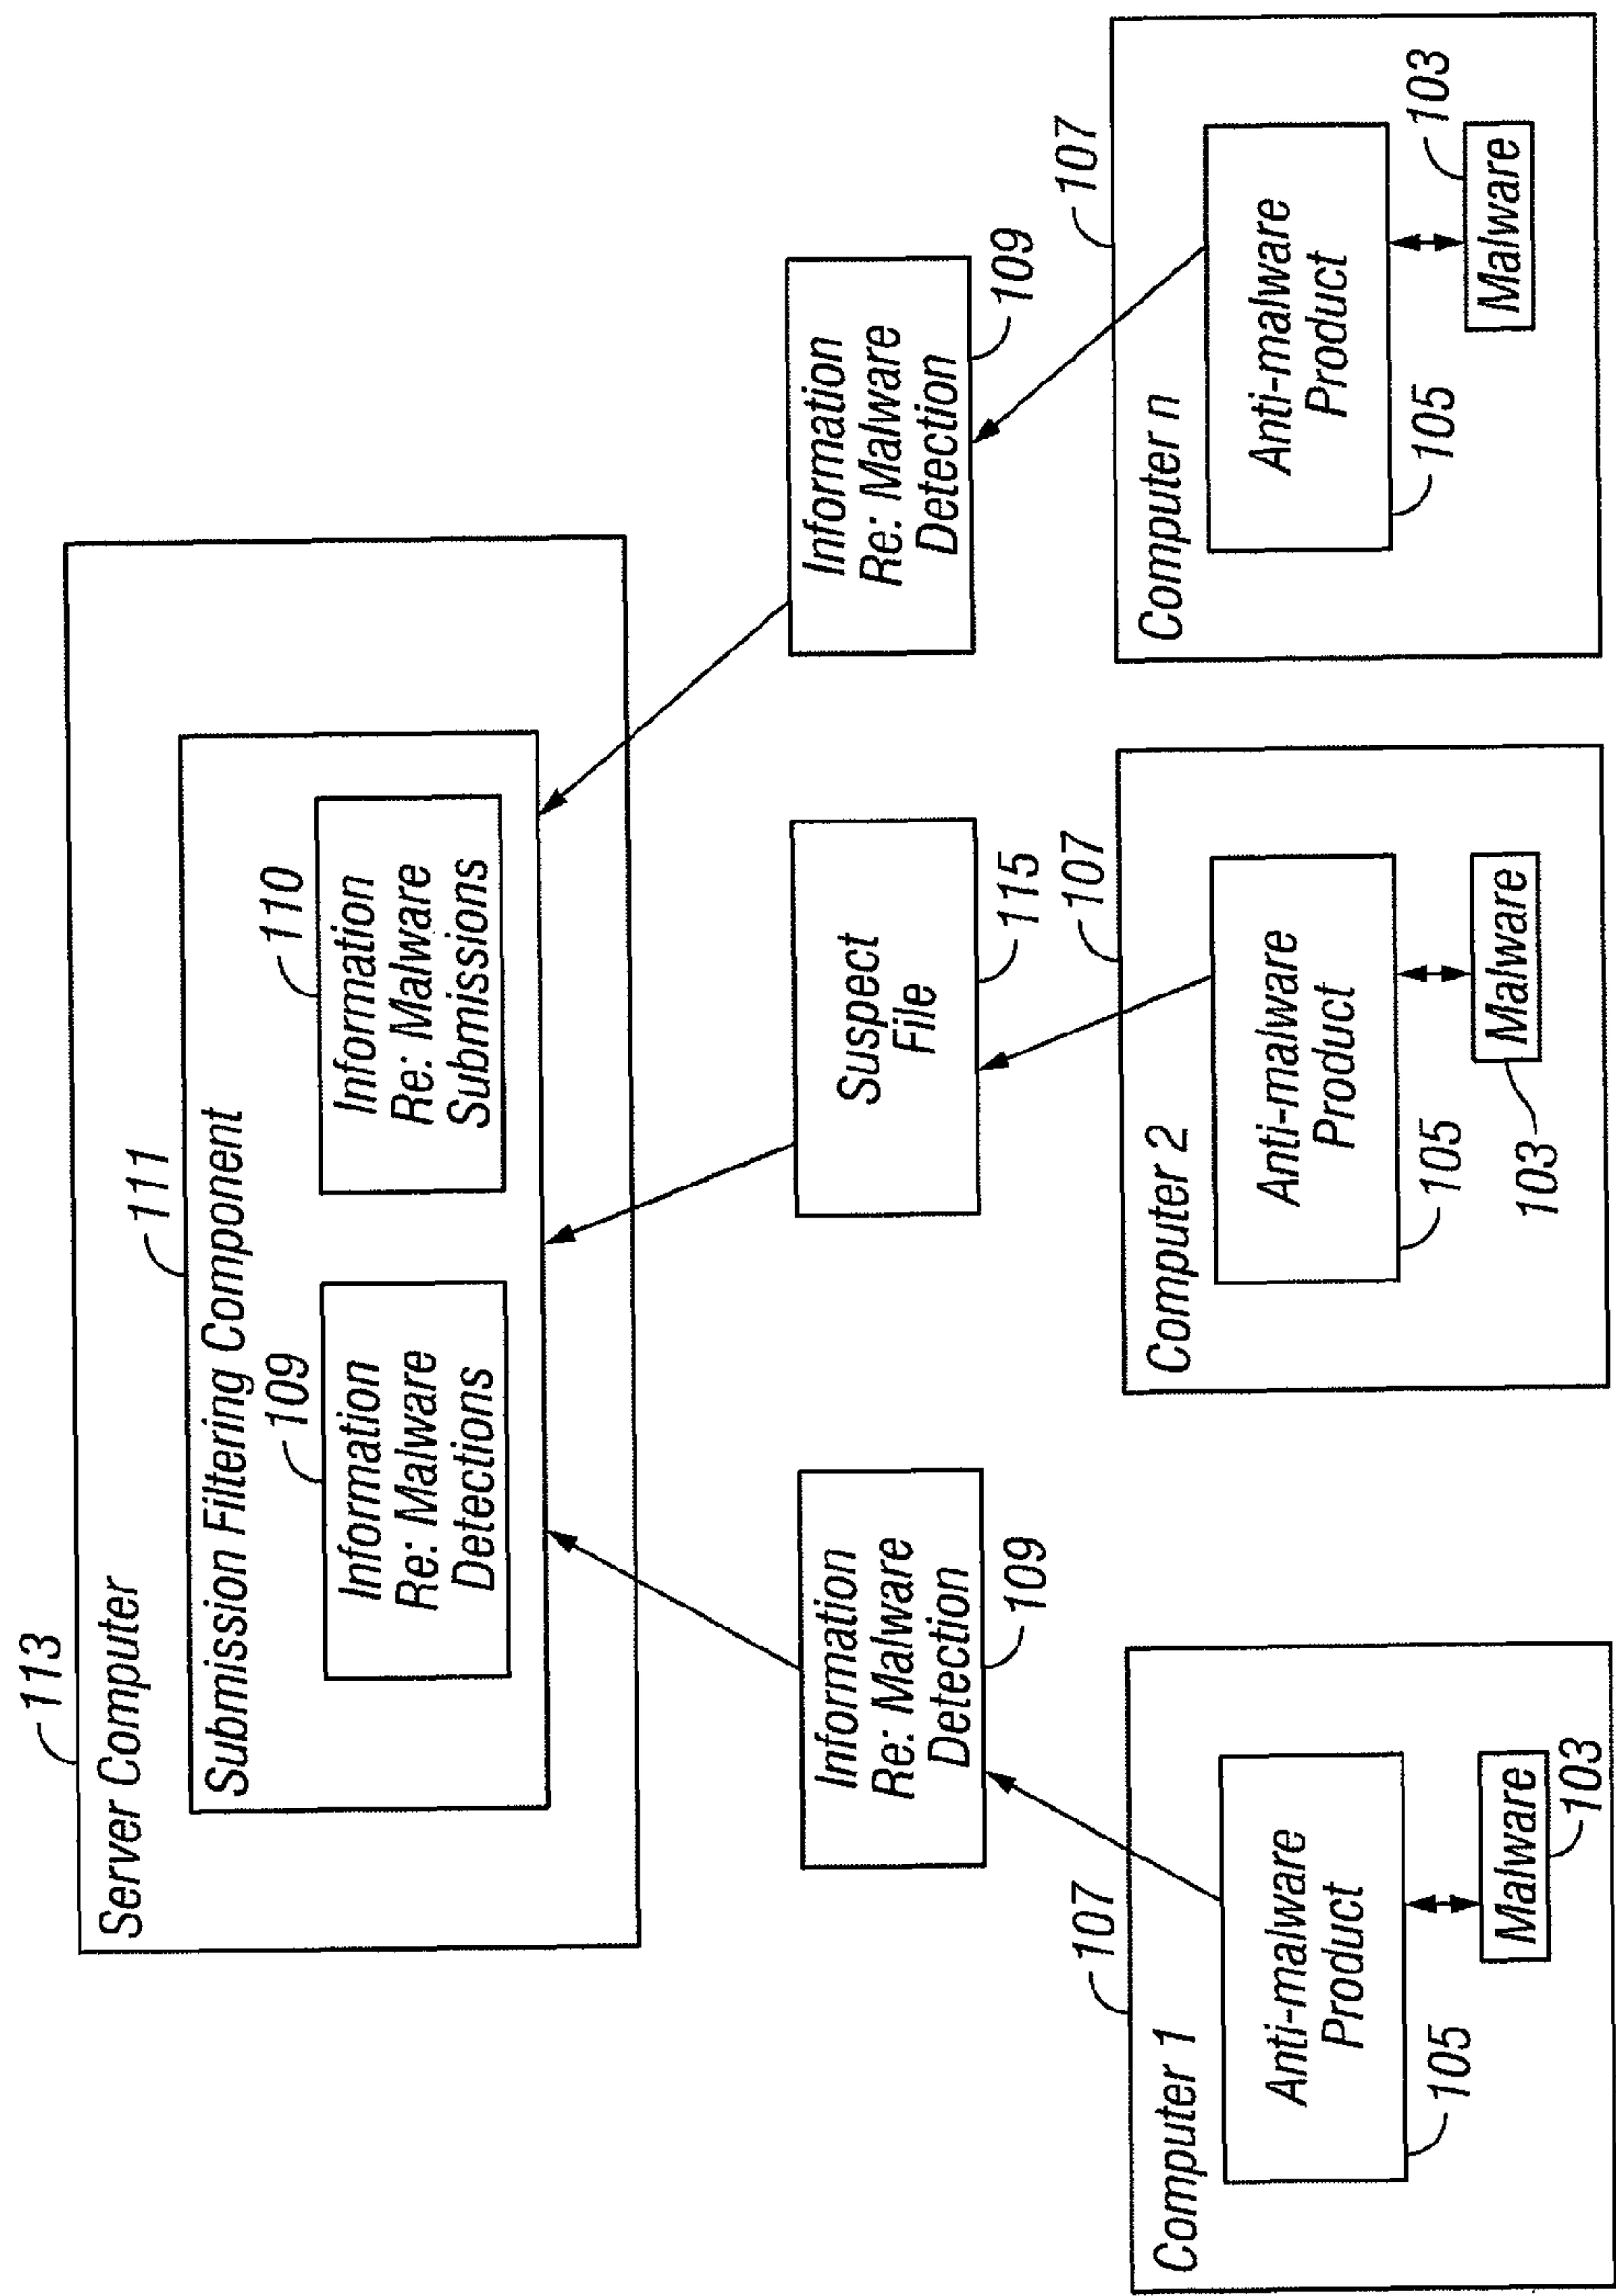 113
Server Computer
111
Submission Filtering Component
109
Information
Re: Malware
Detections
110
Information
Re: Malware
Submissions
Information
Re: Malware
Detection
109
Suspect
File
115
Information
Re: Malware
Detection
109
107
Computer 1
Anti-malware
Product
105
Malware
103
107
Computer 2
Anti-malware
Product
105
Malware
103
107
Computer n
Anti-malware
Product
105
Malware
103